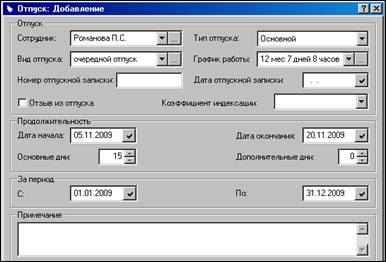 Отпуск: Добавление
Отпуск
Сотрудник: Романова П.С. ... Тип отпуска: Основной
Вид отпуска: очередной отпуск ... График работы: 12 мес 7 дней 8 часов ...
Номер отпускной записки: Дата отпускной записки: . .
Отзыв из отпуска Коэффициент индексации:
Продолжительность
Дата начала: 05.11.2009 Дата окончания: 20.11.2009
Основные дни: 15 Дополнительные дни: 0
За период
С: 01.01.2009 По: 31.12.2009
Примечание